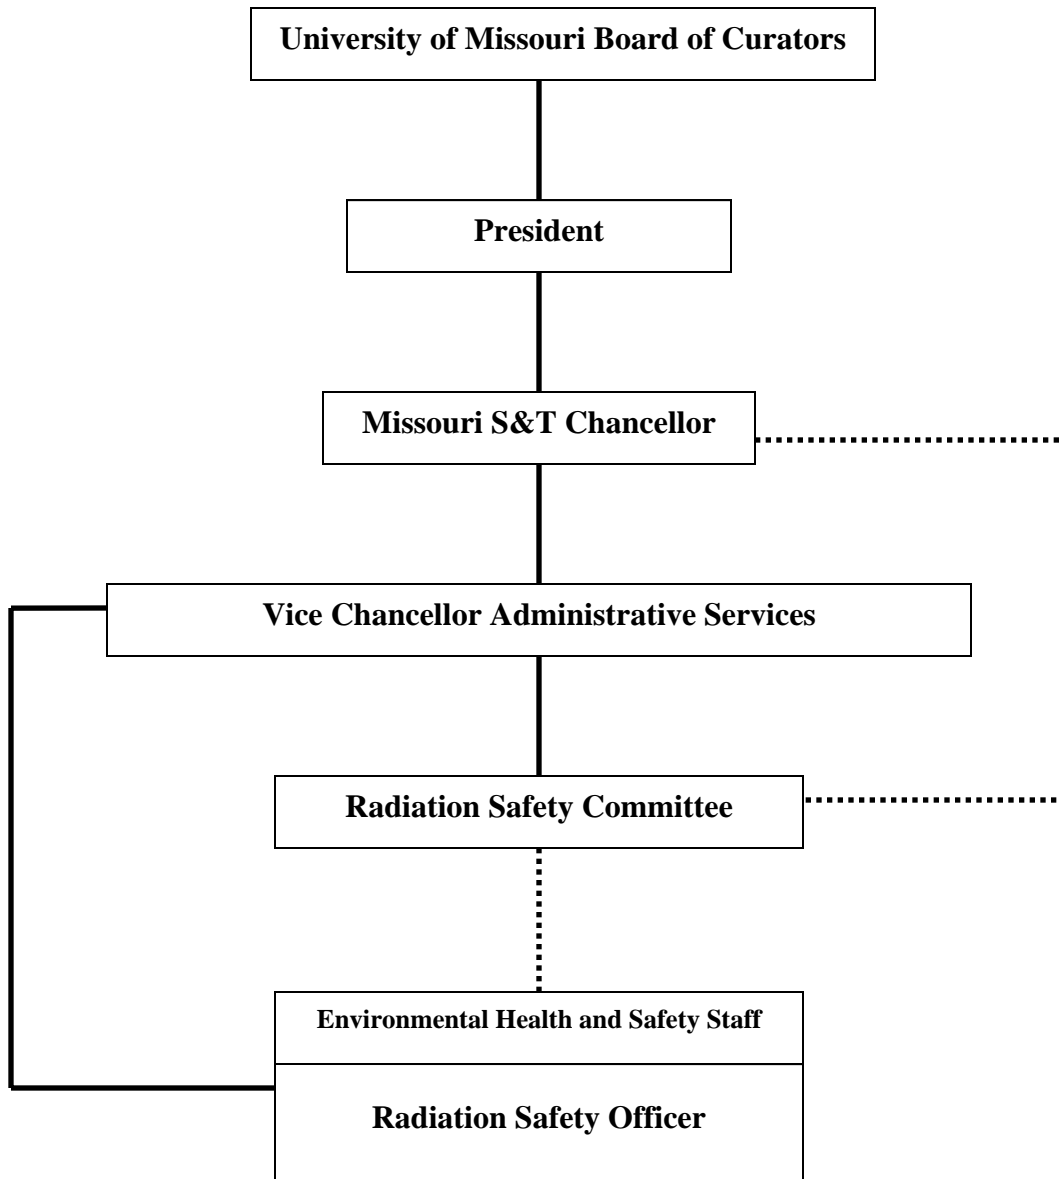 University of Missouri Board of Curators
President
Missouri S&T Chancellor
Vice Chancellor Administrative Services
Radiation Safety Committee
Environmental Health and Safety Staff
Radiation Safety Officer